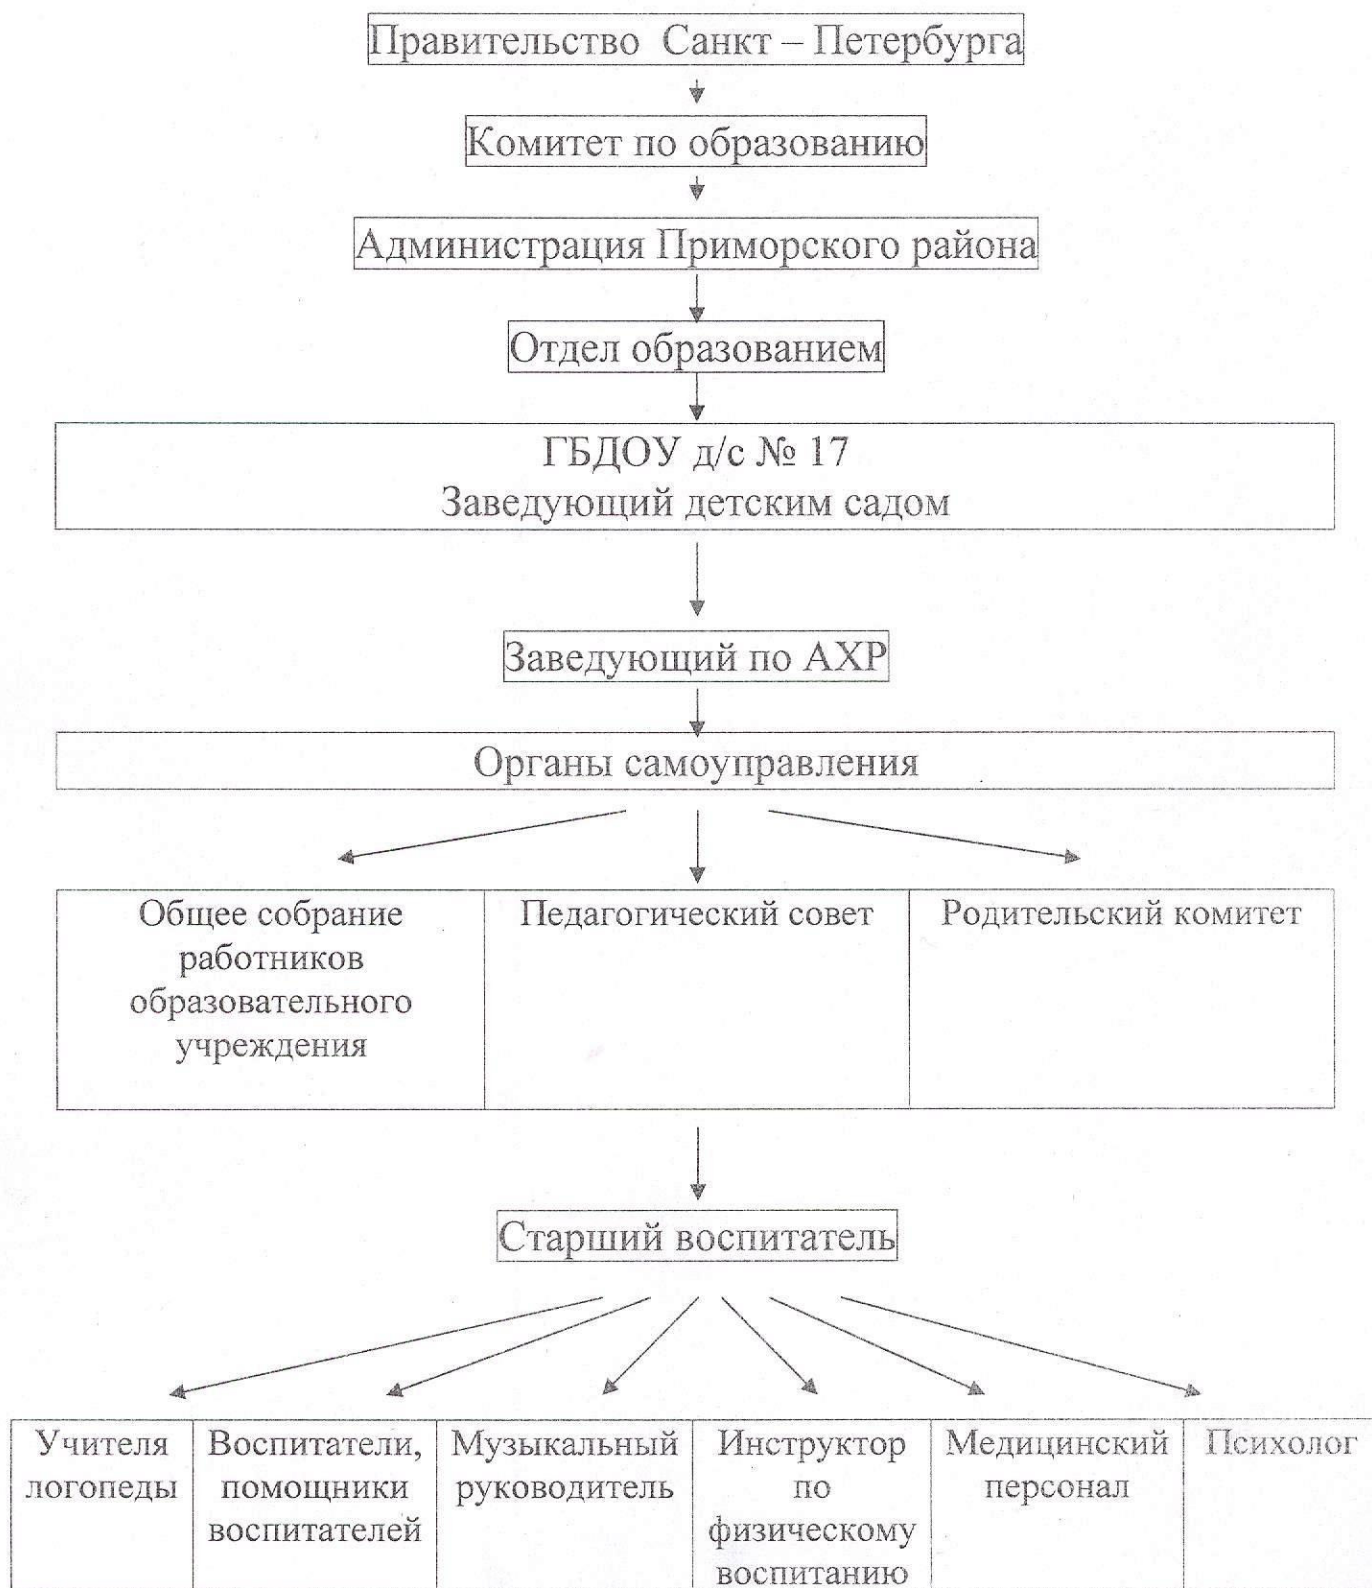 Правительство Санкт – Петербурга
Комитет по образованию
Администрация Приморского района
Отдел образованием
ГБДОУ д/с № 17
Заведующий детским садом
Заведующий по АХР
Органы самоуправления
Общее собрание
работников
образовательного
учреждения
Педагогический совет
Родительский комитет
Старший воспитатель
Учителя
логопеды
Воспитатели,
помощники
воспитателей
Музыкальный
руководитель
Инструктор
по
физическому
воспитанию
Медицинский
персонал
Психолог